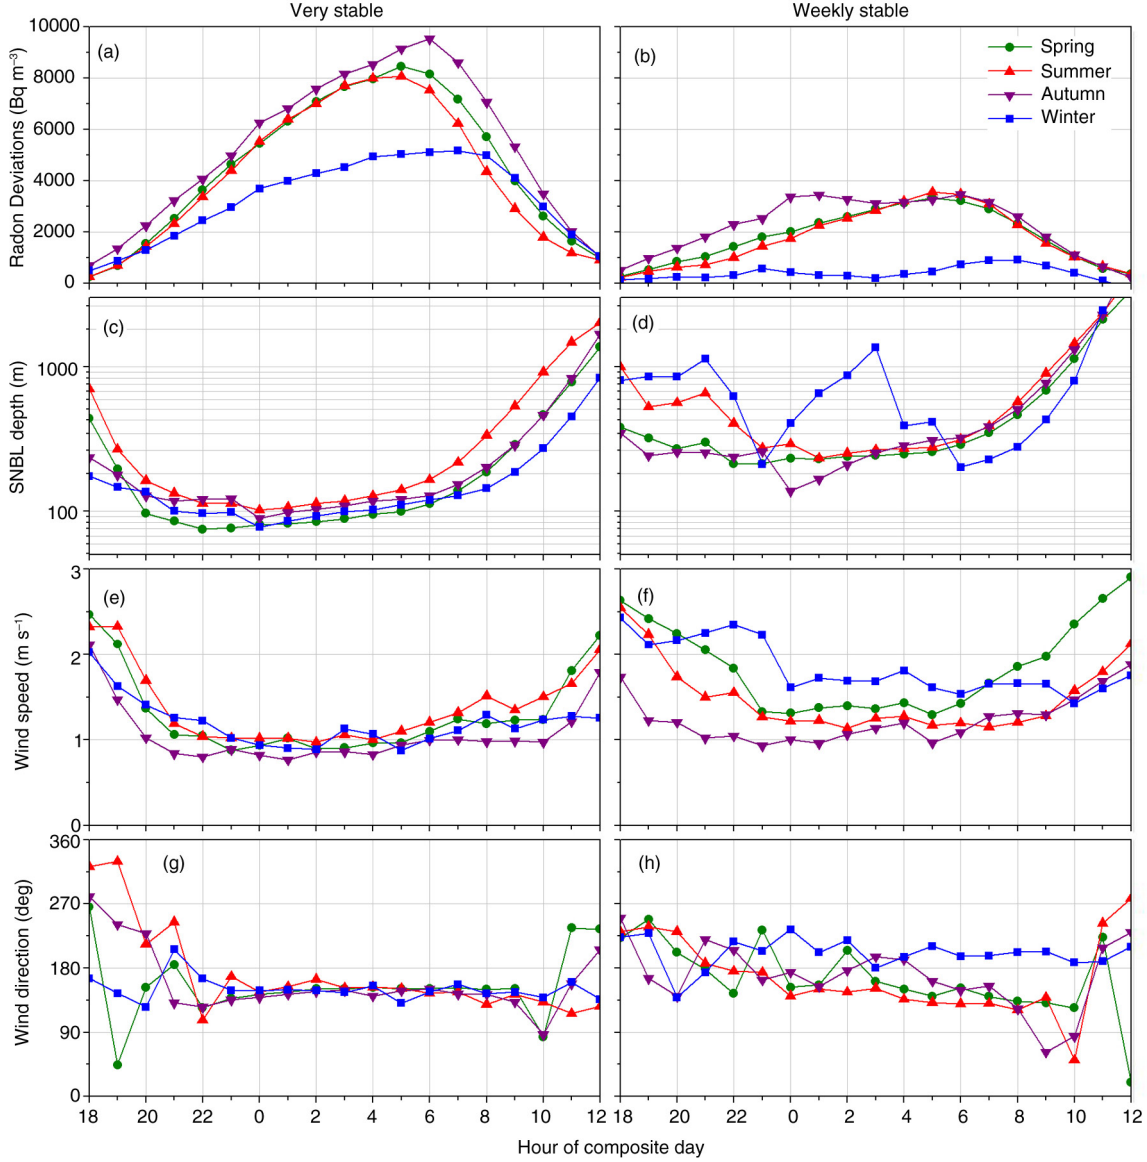 Very stable
Weekly stable
10000
8000
6000
4000
2000
0
Radon Deviations (Bq m⁻³)
(a)
(b)
Spring
Summer
Autumn
Winter
1000
100
SNBL depth (m)
(c)
(d)
3
2
1
0
Wind speed (m s⁻¹)
(e)
(f)
360
270
180
90
0
Wind direction (deg)
(g)
(h)
18 20 22 0 2 4 6 8 10 12
18 20 22 0 2 4 6 8 10 12
Hour of composite day